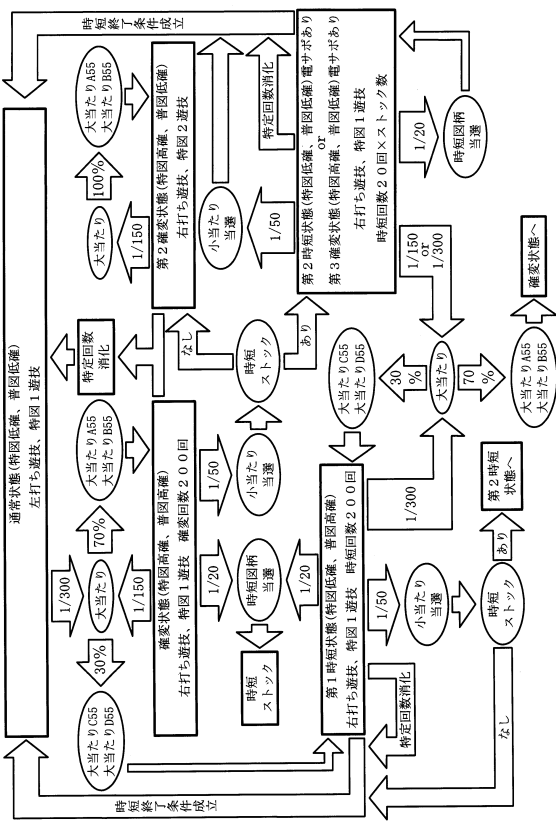 通常状態(特図低確、普図低確)
左打ち遊技、特図1遊技
時短終了条件成立
時短終了条件成立
大当たりC55
大当たりD55
30%
1/300
大当たり
1/150
70%
大当たりA55
大当たりB55
特定回数
消化
1/150
大当たり
100%
大当たりA55
大当たりB55
確変状態(特図高確、普図高確)
右打ち遊技、特図1遊技 確変回数200回
第2確変状態(特図高確、普図低確)
右打ち遊技、特図2遊技
時短
ストック
1/20
時短図柄
当選
1/20
1/50
小当たり
当選
時短
ストック
なし
あり
小当たり
当選
1/50
特定回数消化
第1時短状態(特図低確、普図高確)
右打ち遊技、特図1遊技 時短回数200回
大当たりC55
大当たりD55
第2時短状態(特図低確、普図低確)電サポあり
or
第3確変状態(特図高確、普図低確)電サポあり
右打ち遊技、特図1遊技
時短回数20回×ストック数
特定回数消化
1/50
小当たり
当選
1/300
30
%
大当たり
70
%
1/150
or
1/300
1/20
時短図柄
当選
なし
時短
ストック
あり
第2時短
状態へ
大当たりA55
大当たりB55
確変状態へ